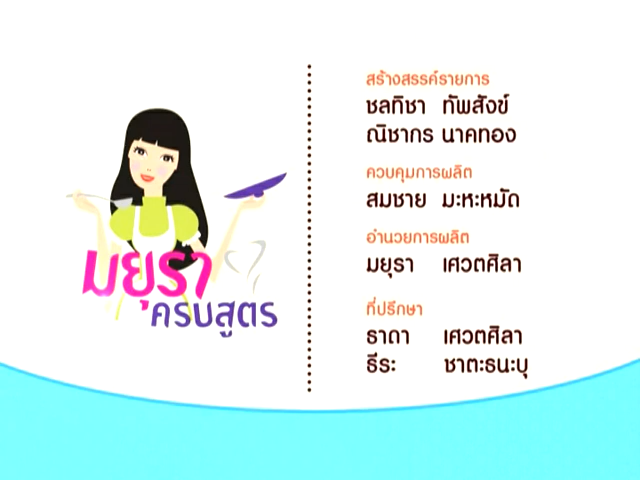 มยุรา
ครบสูตร
สร้างสรรค์รายการ
ชลทิชา ทัพสังข์
ณิชากร นาคทอง
ควบคุมการผลิต
สมชาย มะหะหมัด
อำนวยการผลิต
มยุรา เศวตศิลา
ที่ปรึกษา
ธาดา เศวตศิลา
ธีระ ชาตะธนะบุ